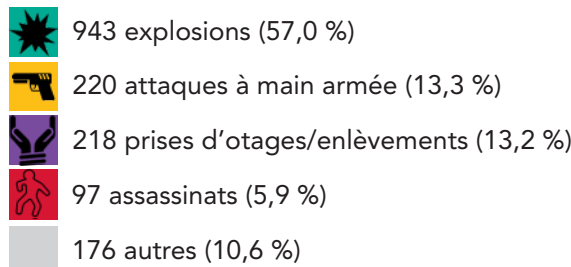 943 explosions (57,0 %)
220 attaques à main armée (13,3 %)
218 prises d’otages/enlèvements (13,2 %)
97 assassinats (5,9 %)
176 autres (10,6 %)